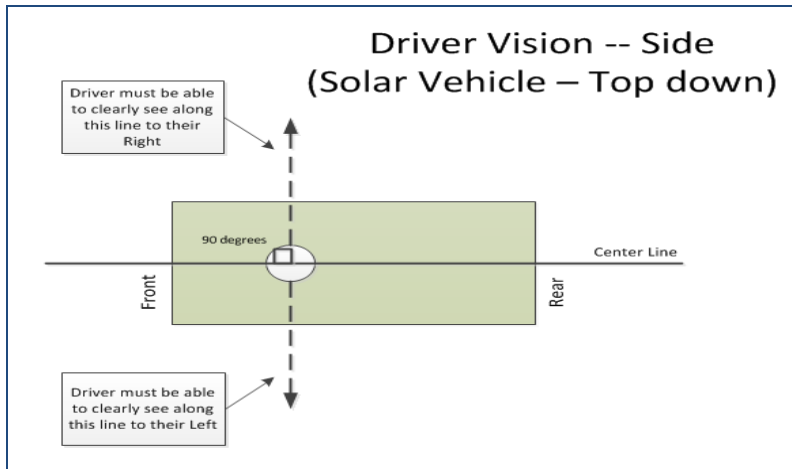 Driver Vision -- Side
(Solar Vehicle – Top down)
Driver must be able
to clearly see along
this line to their
Right
90 degrees
Center Line
Front
Rear
Driver must be able
to clearly see along
this line to their Left